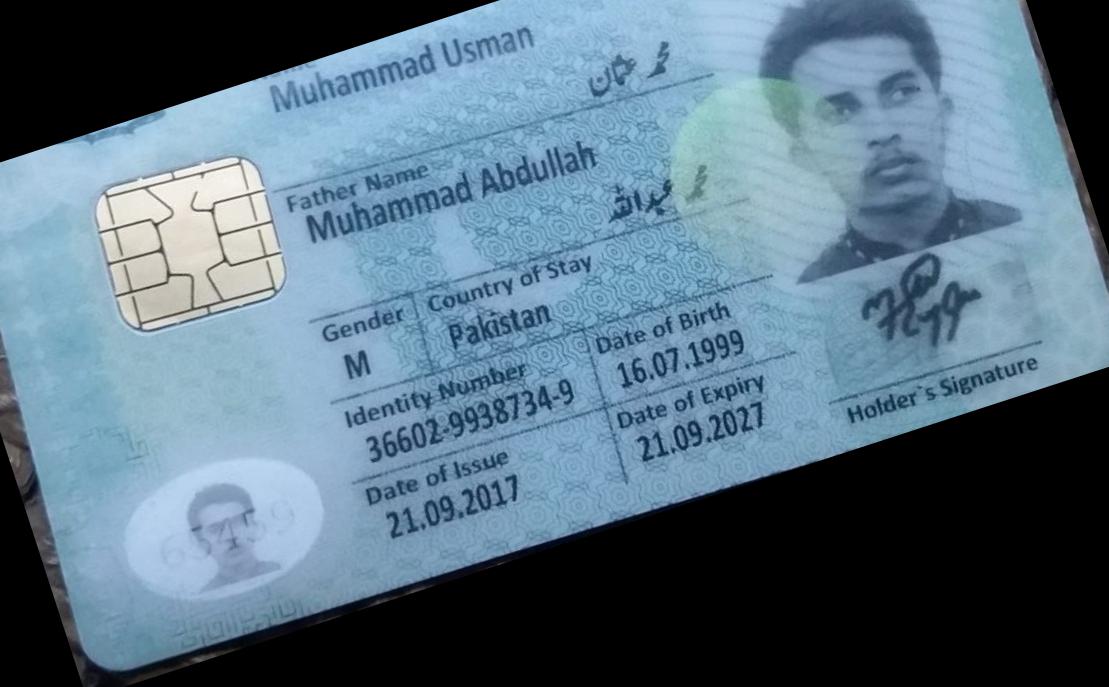 Muhammad Usman
محمد عثمان
Father Name
Muhammad Abdullah
محمد عبداللہ
Gender
Country of Stay
M
Pakistan
Identity Number
Date of Birth
36602-9938734-9
16.07.1999
Date of Issue
Date of Expiry
21.09.2017
21.09.2027
Holder`s Signature